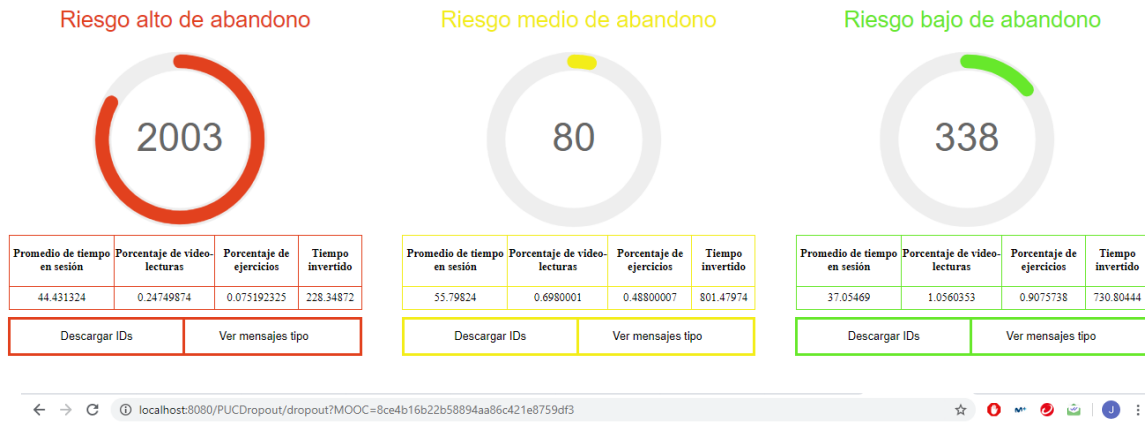 Riesgo alto de abandono
Riesgo medio de abandono
Riesgo bajo de abandono
2003
80
338
Promedio de tiempo en sesión Porcentaje de video-lecturas Porcentaje de ejercicios Tiempo invertido
44.431324 0.24749874 0.075192325 228.34872
Descargar IDs Ver mensajes tipo
Promedio de tiempo en sesión Porcentaje de video-lecturas Porcentaje de ejercicios Tiempo invertido
55.79824 0.6980001 0.48800007 801.47974
Descargar IDs Ver mensajes tipo
Promedio de tiempo en sesión Porcentaje de video-lecturas Porcentaje de ejercicios Tiempo invertido
37.05469 1.0560353 0.9075738 730.80444
Descargar IDs Ver mensajes tipo
localhost:8080/PUCDropout/dropout?MOOC=8ce4b16b22b58894aa86c421e8759df3
J